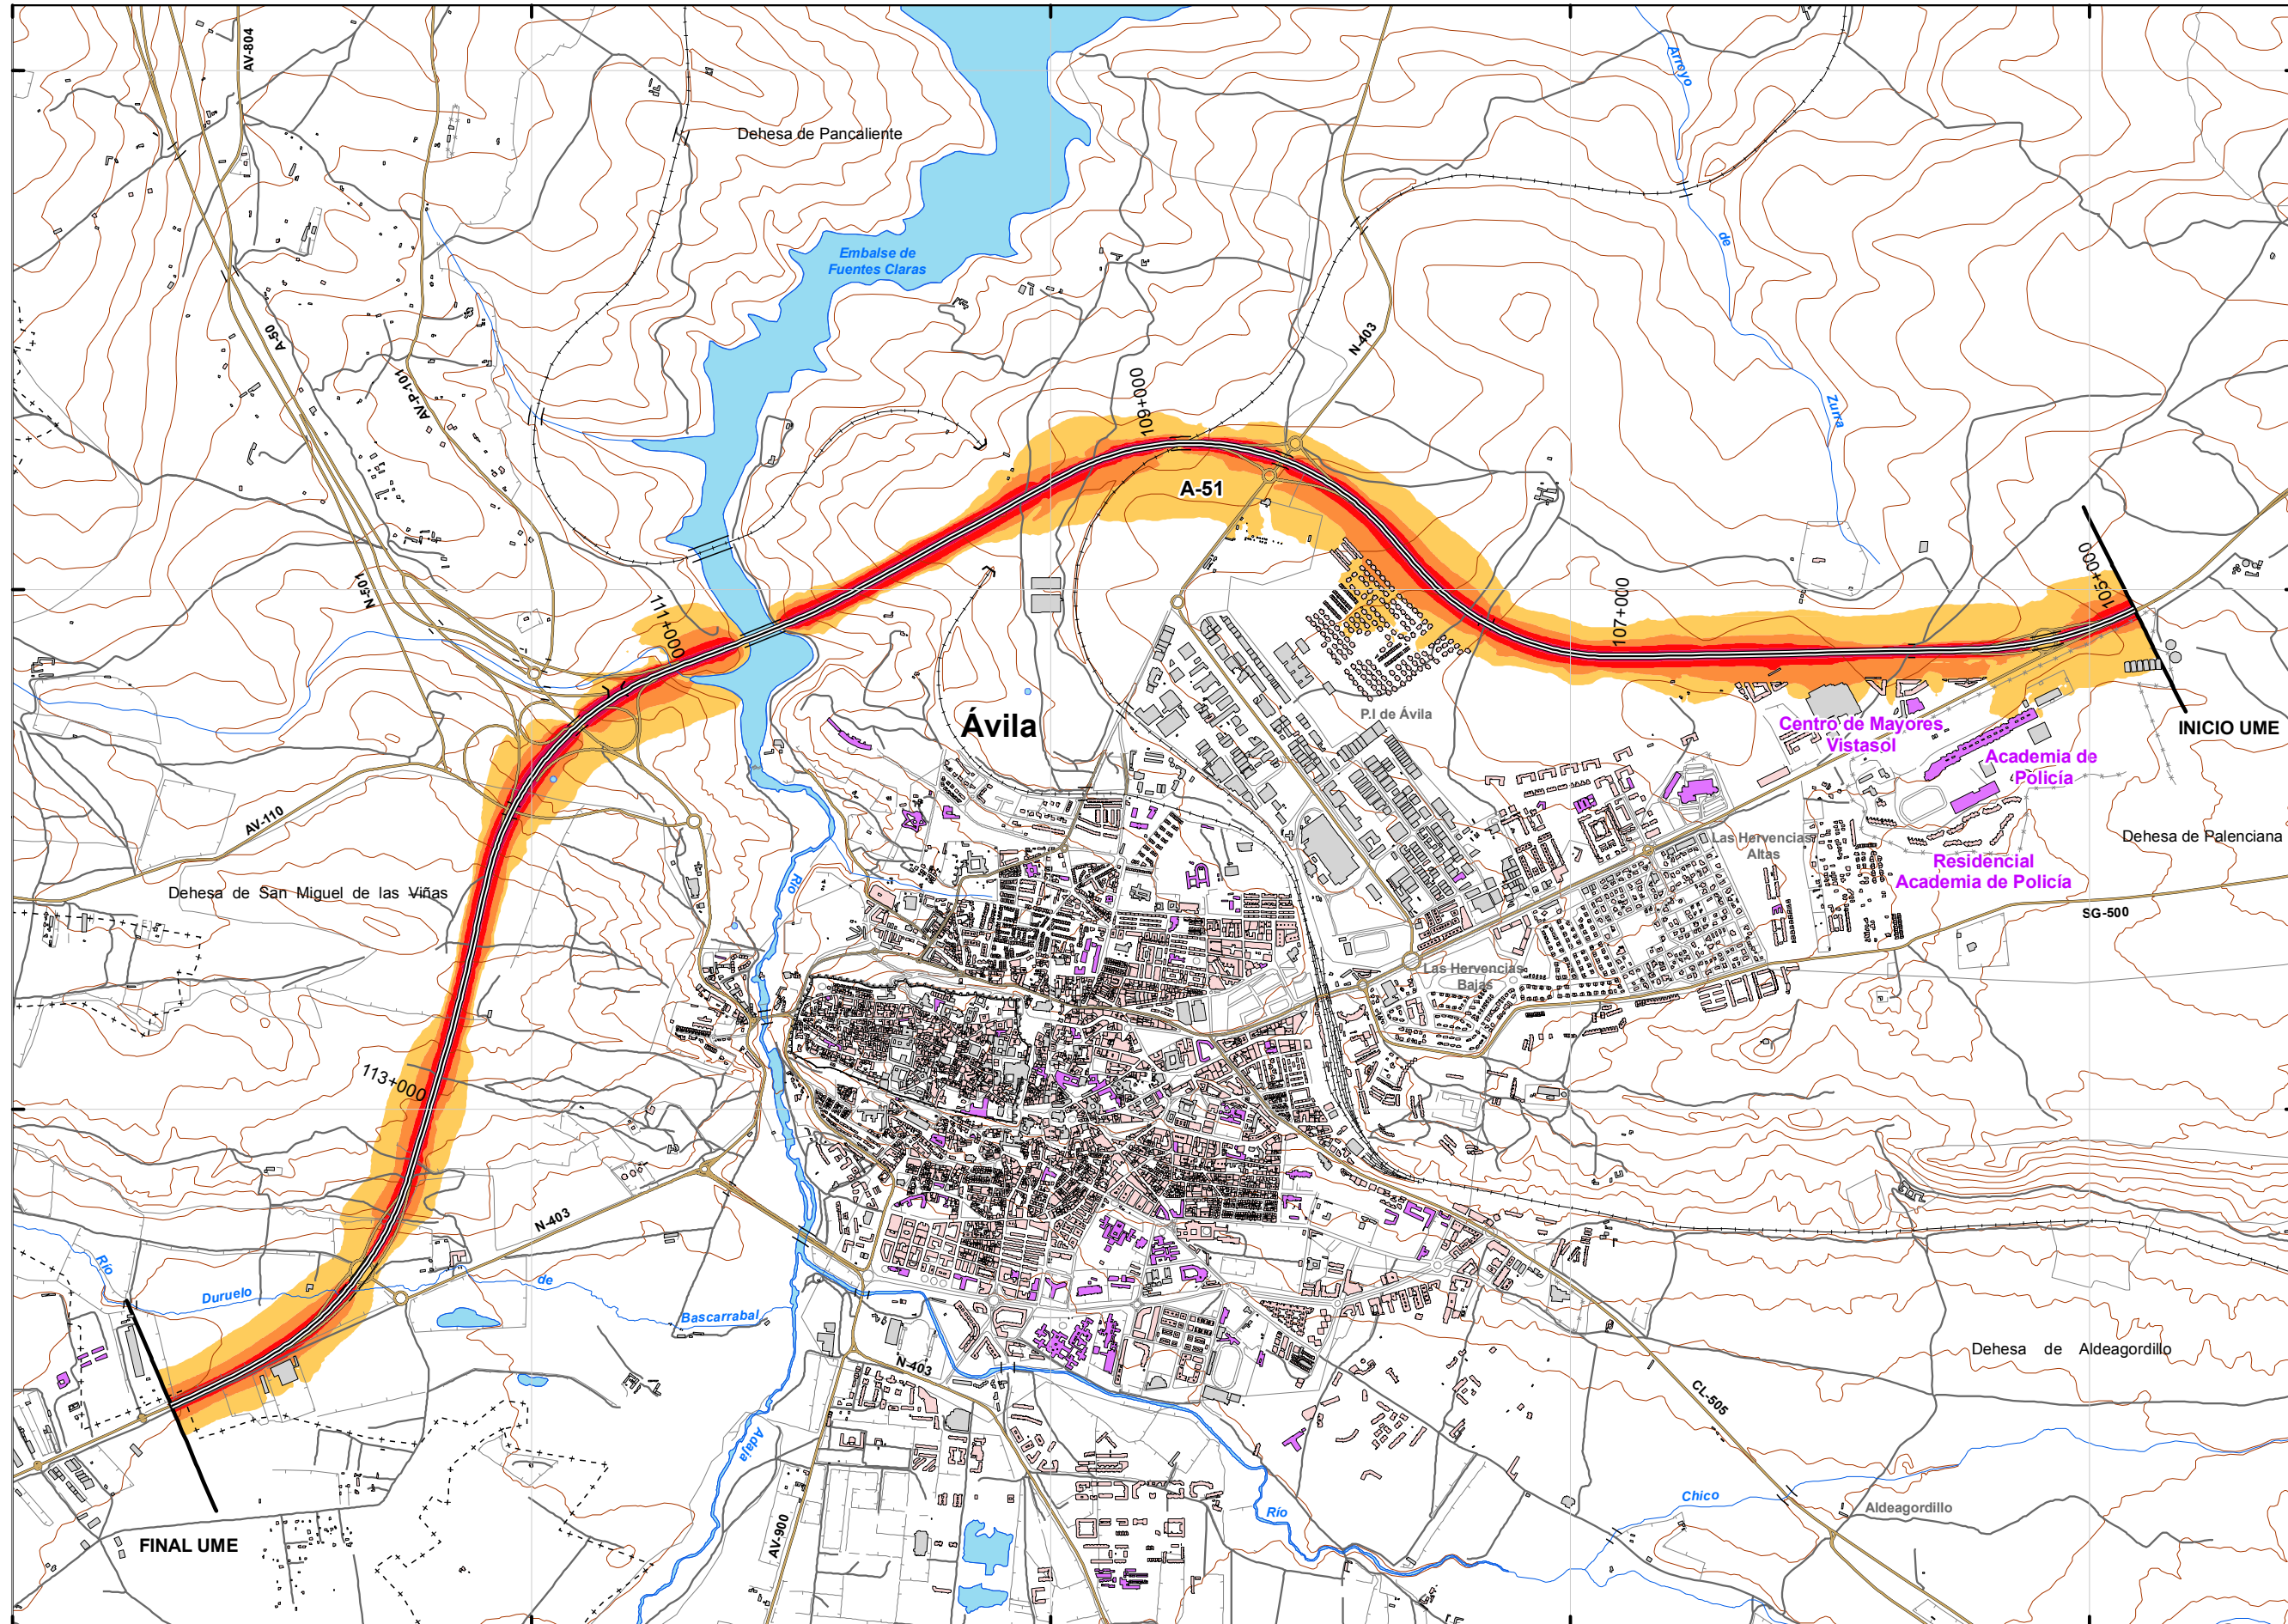 AV-804
Arroyo
Dehesa de Pancaliente
de
Embalse de
Fuentes Claras
A-50
N-403
AV-P-101
109+000
Zurra
A-51
N-501
111+000
107+000
105+000
Ávila
P.I de Ávila
Centro de Mayores
Vistasol
INICIO UME
Academia de
Policía
AV-110
Las Hervencias
Altas
Dehesa de Palenciana
Residencial
Academia de Policía
Dehesa de San Miguel de las Viñas
Río
SG-500
Las Hervencias
Bajas
113+000
N-403
Río
Duruelo
de
Bascarrabal
Dehesa de Aldeagordillo
N-403
CL-505
Adaja
Chico
Río
Aldeagordillo
AV-900
FINAL UME